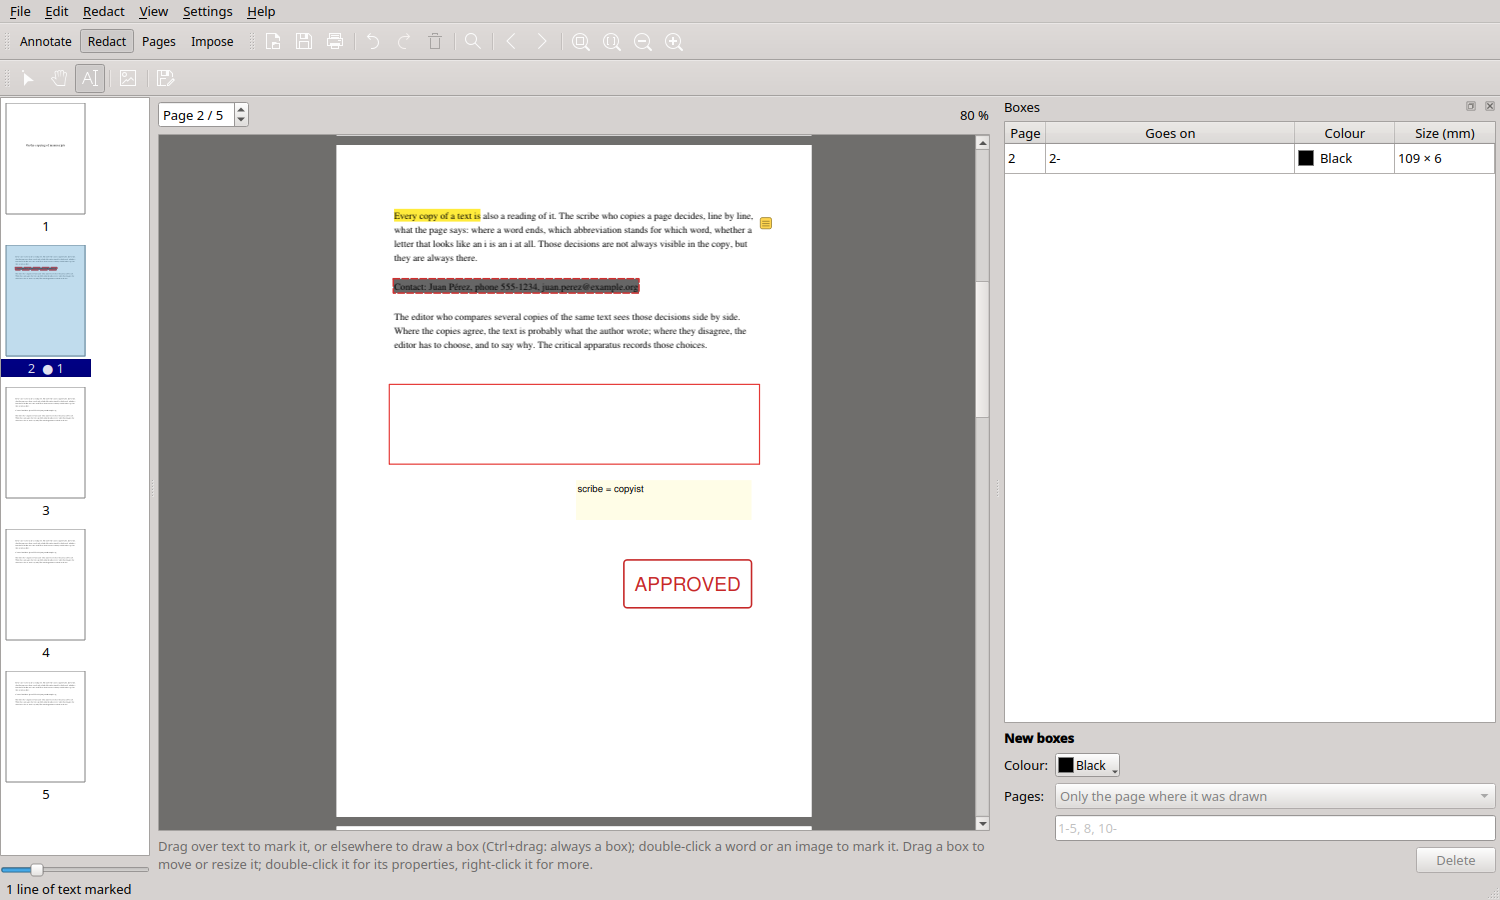 File Edit Redact View Settings Help
Annotate Redact Pages Impose
Page 2 / 5
80 %
Boxes
Page Goes on Colour Size (mm)
2 2- Black 109 × 6
1
2 1
3
4
5
Every copy of a text is also a reading of it. The scribe who copies a page decides, line by line,
what the page says: where a word ends, which abbreviation stands for which word, whether a
letter that looks like an i is an i at all. Those decisions are not always visible in the copy, but
they are always there.
Contact: Juan Pérez, phone 555-1234, juan.perez@example.org
The editor who compares several copies of the same text sees those decisions side by side.
Where the copies agree, the text is probably what the author wrote; where they disagree, the
editor has to choose, and to say why. The critical apparatus records those choices.
scribe = copyist
APPROVED
New boxes
Colour: Black
Pages: Only the page where it was drawn
1-5, 8, 10-
Delete
Drag over text to mark it, or elsewhere to draw a box (Ctrl+drag: always a box); double-click a word or an image to mark it. Drag a box to
move or resize it; double-click it for its properties, right-click it for more.
1 line of text marked